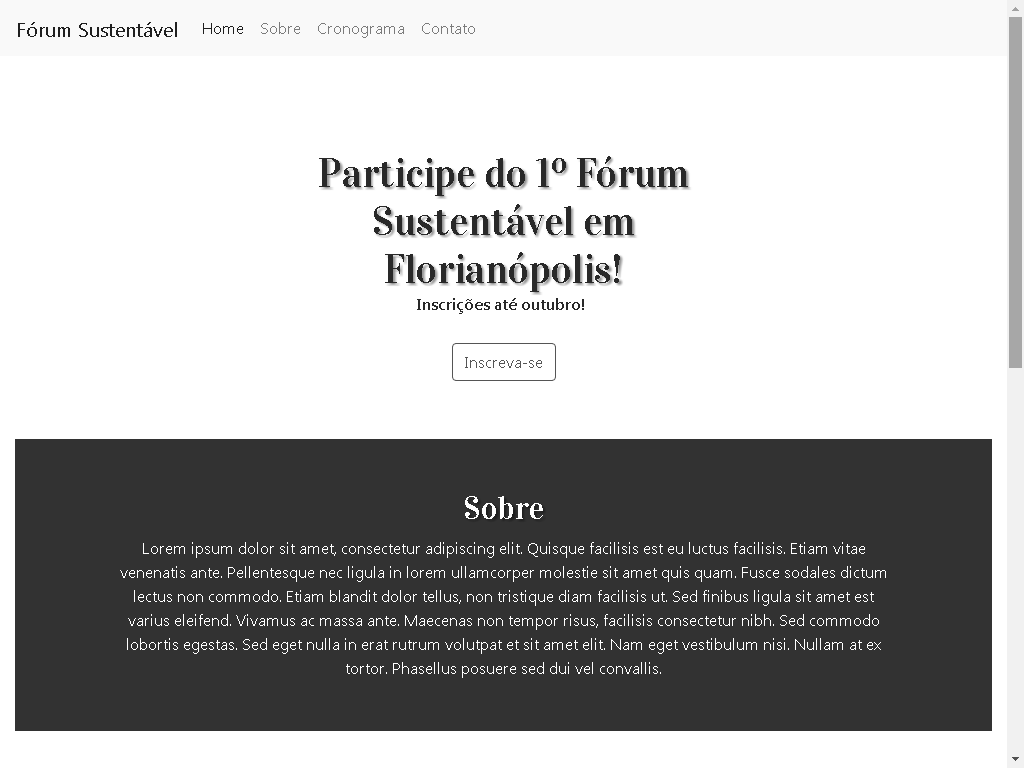 Fórum Sustentável Home Sobre Cronograma Contato
Participe do 1º Fórum
Sustentável em
Florianópolis!
Inscrições até outubro!
Inscreva-se
Sobre
Lorem ipsum dolor sit amet, consectetur adipiscing elit. Quisque facilisis est eu luctus facilisis. Etiam vitae
venenatis ante. Pellentesque nec ligula in lorem ullamcorper molestie sit amet quis quam. Fusce sodales dictum
lectus non commodo. Etiam blandit dolor tellus, non tristique diam facilisis ut. Sed finibus ligula sit amet est
varius eleifend. Vivamus ac massa ante. Maecenas non tempor risus, facilisis consectetur nibh. Sed commodo
lobortis egestas. Sed eget nulla in erat rutrum volutpat et sit amet elit. Nam eget vestibulum nisi. Nullam at ex
tortor. Phasellus posuere sed dui vel convallis.